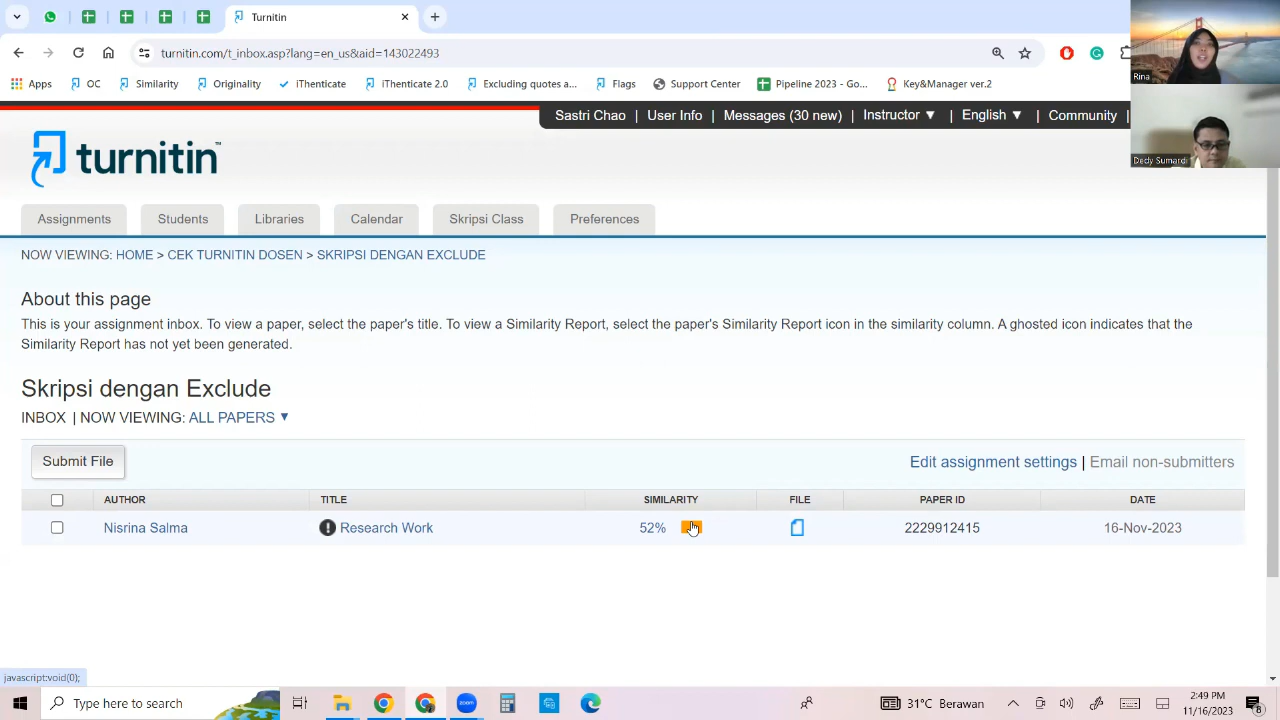 Turnitin
turnitin.com/t_inbox.asp?lang=en_us&aid=143022493
Apps OC Similarity Originality iThenticate iThenticate 2.0 Excluding quotes a... Flags Support Center Pipeline 2023 - Go... Key&Manager ver.2
Rina
Dedy Sumardi
Sastri Chao | User Info | Messages (30 new) | Instructor ▼ | English ▼ | Community |
turnitin™
Assignments Students Libraries Calendar Skripsi Class Preferences
NOW VIEWING: HOME > CEK TURNITIN DOSEN > SKRIPSI DENGAN EXCLUDE
About this page
This is your assignment inbox. To view a paper, select the paper's title. To view a Similarity Report, select the paper's Similarity Report icon in the similarity column. A ghosted icon indicates that the
Similarity Report has not yet been generated.
Skripsi dengan Exclude
INBOX | NOW VIEWING: ALL PAPERS ▼
Submit File
Edit assignment settings | Email non-submitters
AUTHOR TITLE SIMILARITY FILE PAPER ID DATE
Nisrina Salma Research Work 52% 2229912415 16-Nov-2023
javascript:void(0);
Type here to search
31°C Berawan
2:49 PM
11/16/2023
8